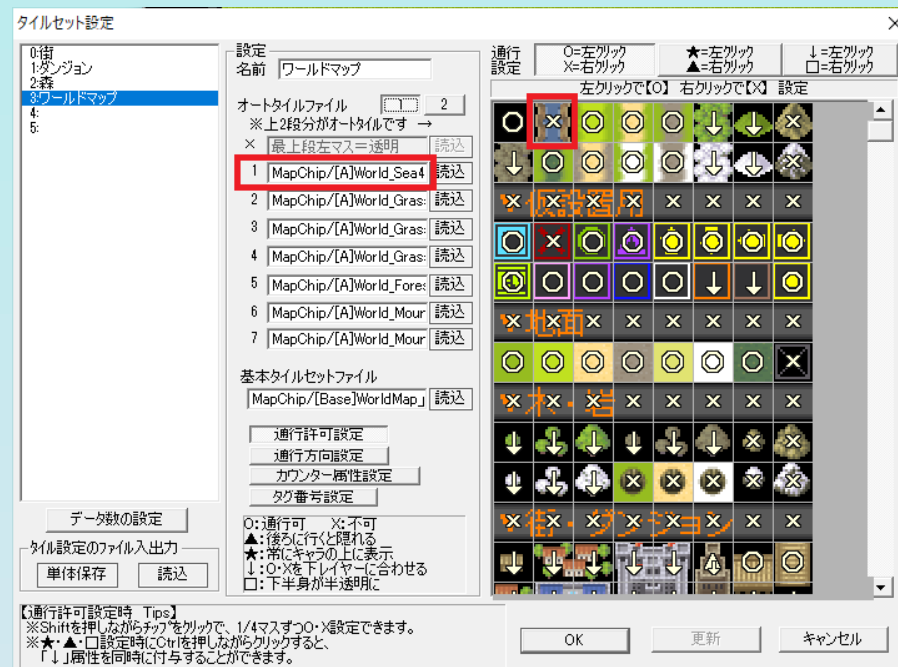 タイルセット設定
0:街
1:ダンジョン
2:森
3:ワールドマップ
4:
5:
データ数の設定
タイル設定のファイル入出力
単体保存 読込
設定
名前 ワールドマップ
オートタイルファイル 1 2
※上2段分がオートタイルです →
× 最上段左マス=透明 読込
1 MapChip/[A]World_Sea4 読込
2 MapChip/[A]World_Gras 読込
3 MapChip/[A]World_Gras 読込
4 MapChip/[A]World_Gras 読込
5 MapChip/[A]World_Fores 読込
6 MapChip/[A]World_Moun 読込
7 MapChip/[A]World_Moun 読込
基本タイルセットファイル
MapChip/[Base]WorldMap_ 読込
通行許可設定
通行方向設定
カウンター属性設定
タグ番号設定
O:通行可 X:不可
▲:後ろに行くと隠れる
★:常にキャラの上に表示
↓:O・Xを下レイヤーに合わせる
□:下半身が半透明に
通行設定
O=左クリック X=右クリック
★=左クリック ▲=右クリック
↓=左クリック □=右クリック
左クリックで【O】 右クリックで【X】 設定
仮設置用
地面
木・岩
街・ダンジョン
【通行許可設定時 Tips】
※Shiftを押しながらチップをクリックで、1/4マスずつO・X設定できます。
※★・▲・□設定時にCtrlを押しながらクリックすると、
「↓」属性を同時に付与することができます。
OK 更新 キャンセル